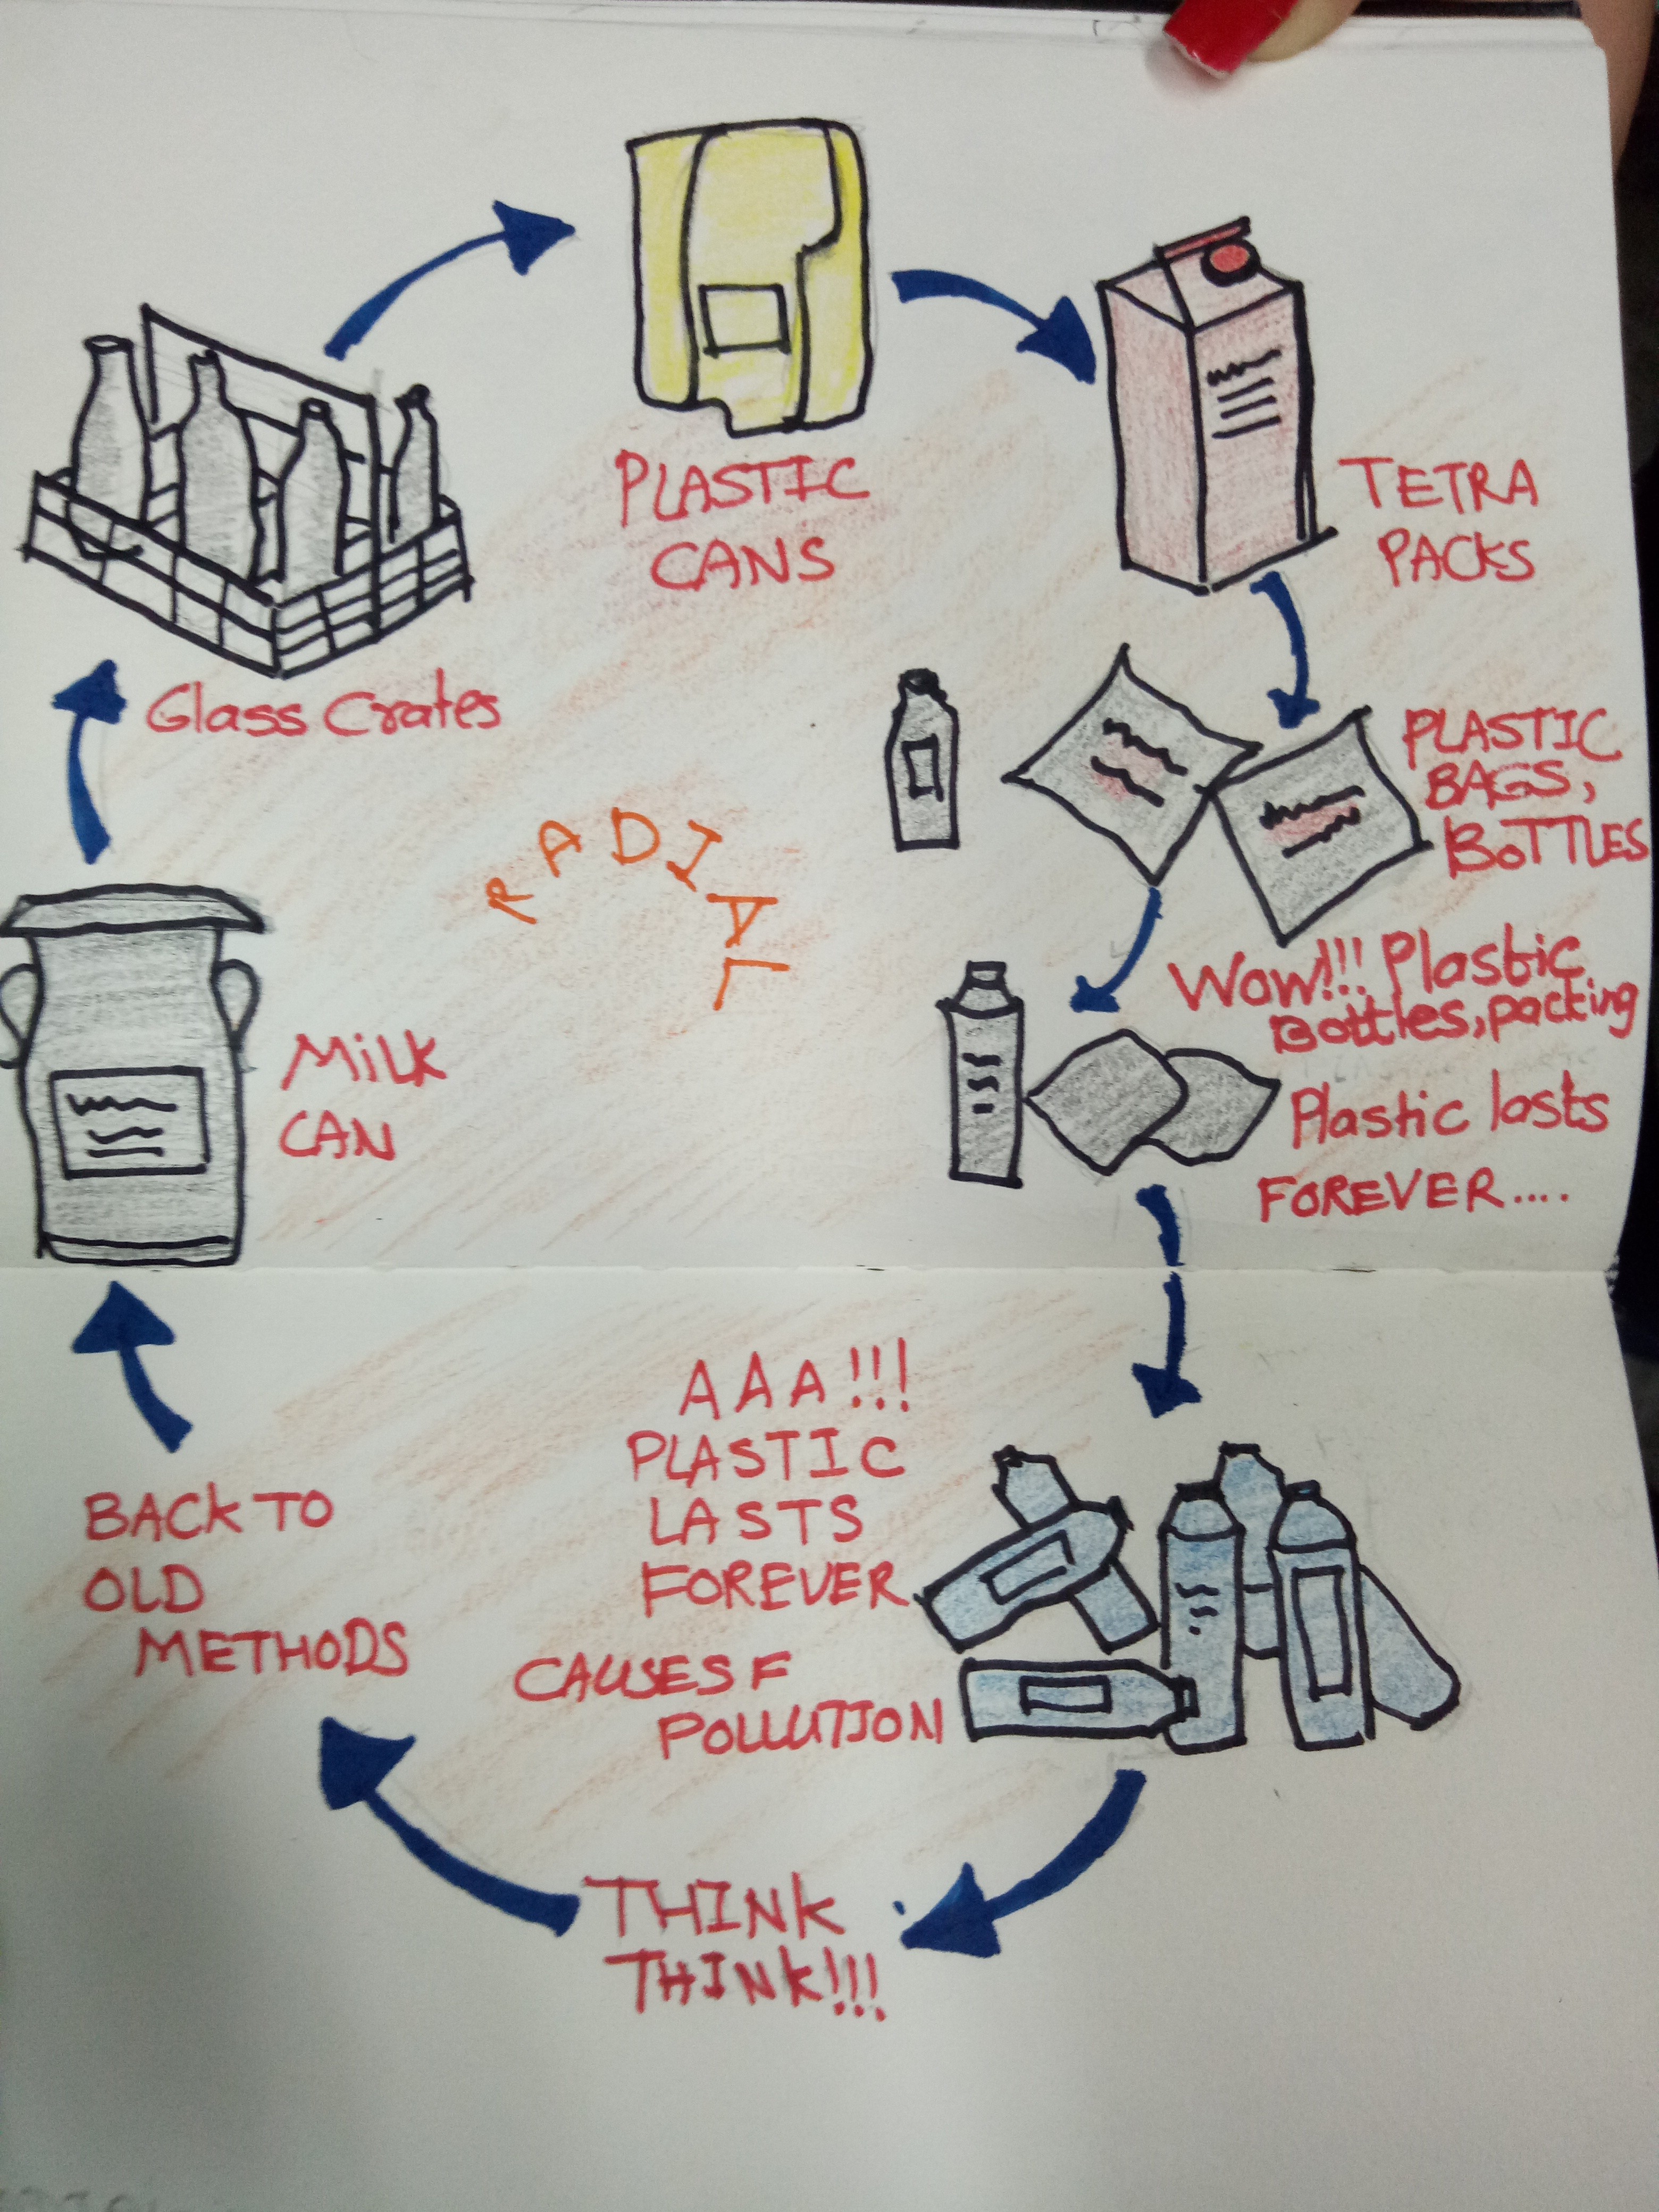 PLASTIC
CANS
TETRA
PACKS
Glass Crates
PLASTIC
BAGS,
BOTTLES
RADIAL
Wow!!! Plastic
Bottles, packing
Plastic lasts
FOREVER....
MilK
CAN
AAA!!!
PLASTIC
LASTS
FOREVER
CAUSES F
POLLUTION
BACK TO
OLD
METHODS
THINK
THINK!!!